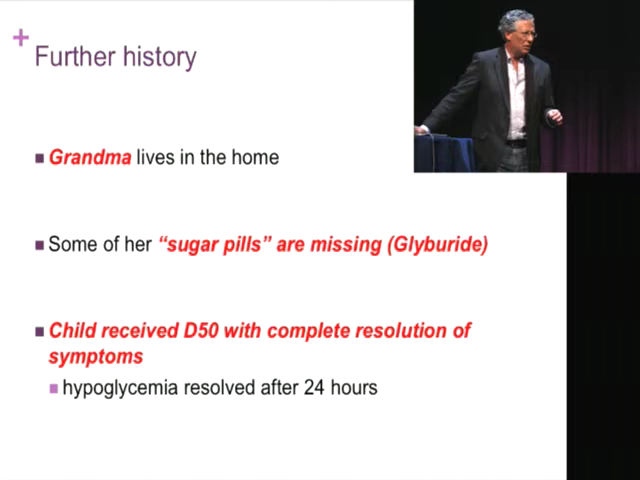 Further history
Grandma lives in the home
Some of her “sugar pills” are missing (Glyburide)
Child received D50 with complete resolution of
symptoms
hypoglycemia resolved after 24 hours